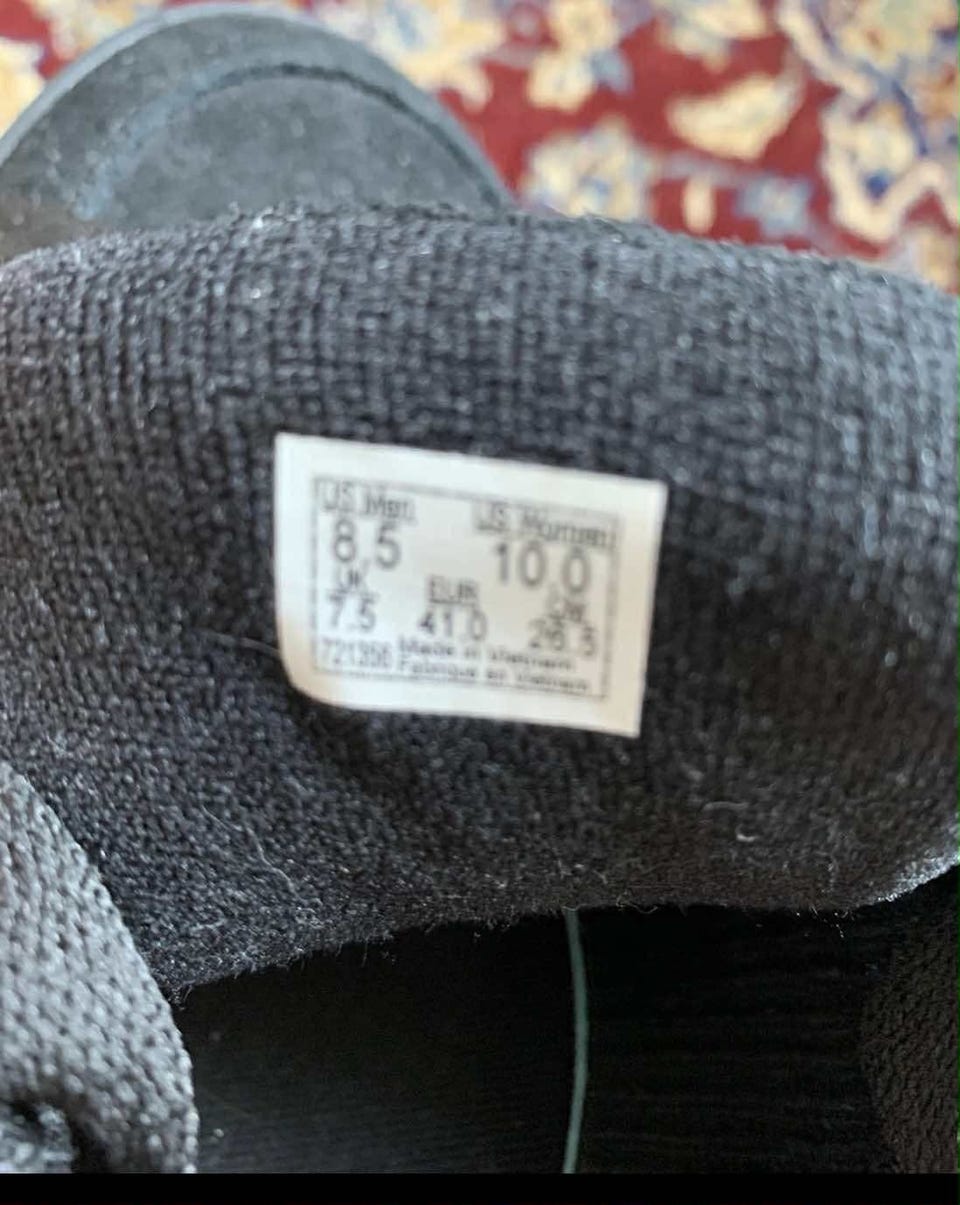 US Men US Women
8.5 10.0
UK EUR CM
7.5 41.0 26.5
721356 Made in Vietnam
Fabriqué en Vietnam